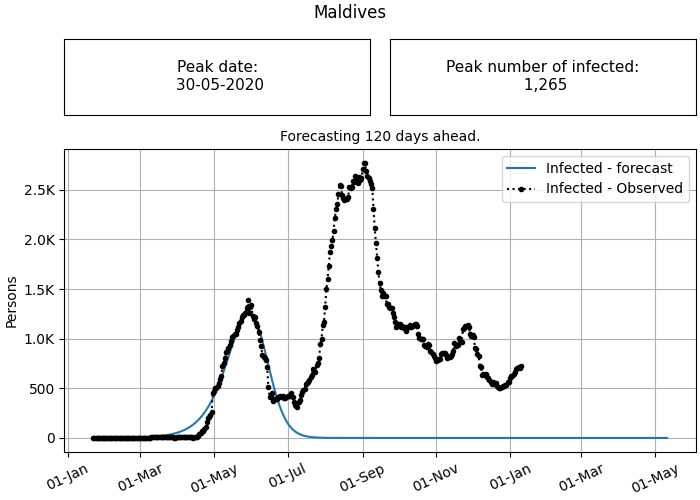 Maldives
Peak date:
30-05-2020
Peak number of infected:
1,265
Forecasting 120 days ahead.
Infected - forecast
Infected - Observed
2.5K
2.0K
1.5K
1.0K
500
0
Persons
01-Jan
01-Mar
01-May
01-Jul
01-Sep
01-Nov
01-Jan
01-Mar
01-May